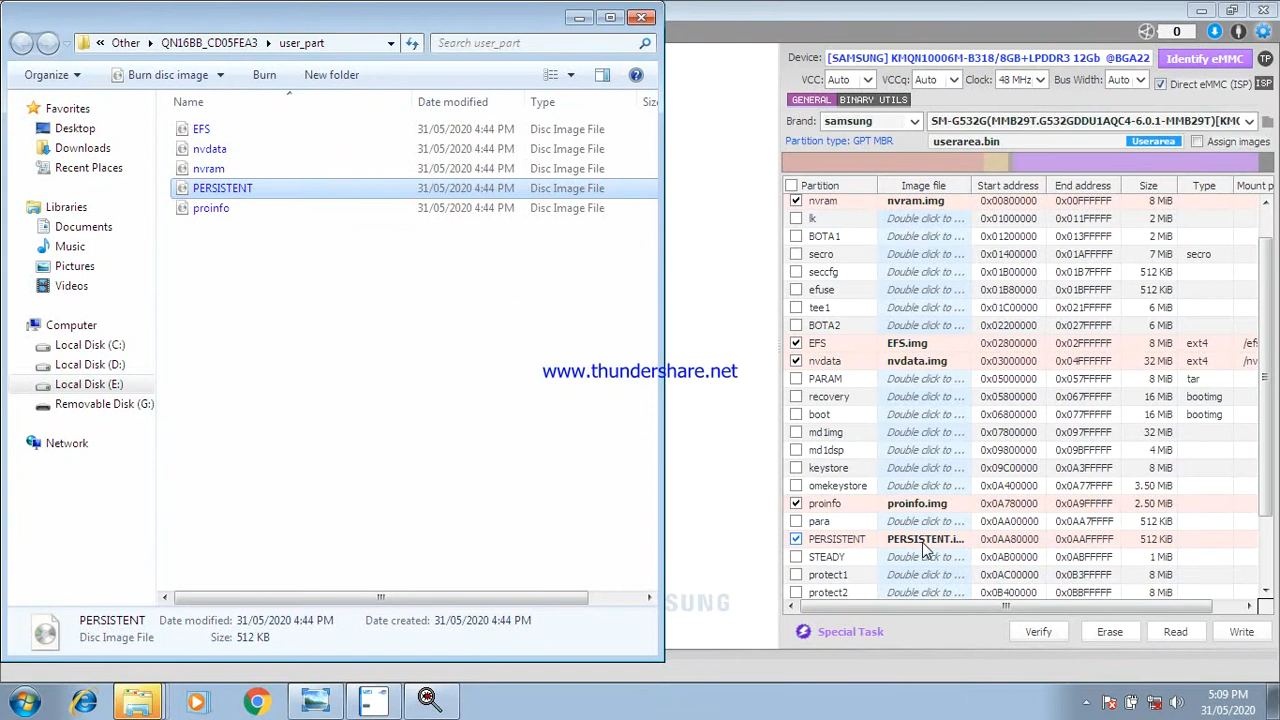 Other QN16BB_CD05FEA3 user_part Search user_part
Organize Burn disc image Burn New folder
Name Date modified Type Size
Favorites
Desktop
Downloads
Recent Places
Libraries
Documents
Music
Pictures
Videos
Computer
Local Disk (C:)
Local Disk (D:)
Local Disk (E:)
Removable Disk (G:)
Network
EFS 31/05/2020 4:44 PM Disc Image File
nvdata 31/05/2020 4:44 PM Disc Image File
nvram 31/05/2020 4:44 PM Disc Image File
PERSISTENT 31/05/2020 4:44 PM Disc Image File
proinfo 31/05/2020 4:44 PM Disc Image File
www.thundershare.net
PERSISTENT Date modified: 31/05/2020 4:44 PM Date created: 31/05/2020 4:44 PM
Disc Image File Size: 512 KB
SUNG
0
Device: [SAMSUNG] KMQN10006M-B318/8GB+LPDDR3 12Gb @BGA22 Identify eMMC TP
VCC: Auto VCCq: Auto Clock: 48 MHz Bus Width: Auto Direct eMMC (ISP) ISP
GENERAL BINARY UTILS
Brand: samsung SM-G532G(MMB29T.G532GDDU1AQC4-6.0.1-MMB29T)[KMQ
Partition type: GPT MBR userarea.bin Userarea Assign images
Partition Image file Start address End address Size Type Mount p
nvram nvram.img 0x00800000 0x00FFFFFF 8 MiB
lk Double click to ... 0x01000000 0x011FFFFF 2 MiB
BOTA1 Double click to ... 0x01200000 0x013FFFFF 2 MiB
secro Double click to ... 0x01400000 0x01AFFFFF 7 MiB secro
seccfg Double click to ... 0x01B00000 0x01B7FFFF 512 KiB
efuse Double click to ... 0x01B80000 0x01BFFFFF 512 KiB
tee1 Double click to ... 0x01C00000 0x021FFFFF 6 MiB
BOTA2 Double click to ... 0x02200000 0x027FFFFF 6 MiB
EFS EFS.img 0x02800000 0x02FFFFFF 8 MiB ext4 /ef
nvdata nvdata.img 0x03000000 0x04FFFFFF 32 MiB ext4 /nv
PARAM Double click to ... 0x05000000 0x057FFFFF 8 MiB tar
recovery Double click to ... 0x05800000 0x067FFFFF 16 MiB bootimg
boot Double click to ... 0x06800000 0x077FFFFF 16 MiB bootimg
md1img Double click to ... 0x07800000 0x097FFFFF 32 MiB
md1dsp Double click to ... 0x09800000 0x09BFFFFF 4 MiB
keystore Double click to ... 0x09C00000 0x0A3FFFFF 8 MiB
omekeystore Double click to ... 0x0A400000 0x0A77FFFF 3.50 MiB
proinfo proinfo.img 0x0A780000 0x0A9FFFFF 2.50 MiB
para Double click to ... 0x0AA00000 0x0AA7FFFF 512 KiB
PERSISTENT PERSISTENT.i... 0x0AA80000 0x0AAFFFFF 512 KiB
STEADY Double click to ... 0x0AB00000 0x0ABFFFFF 1 MiB
protect1 Double click to ... 0x0AC00000 0x0B3FFFFF 8 MiB
protect2 Double click to ... 0x0B400000 0x0BBFFFFF 8 MiB
Special Task Verify Erase Read Write
5:09 PM
31/05/2020